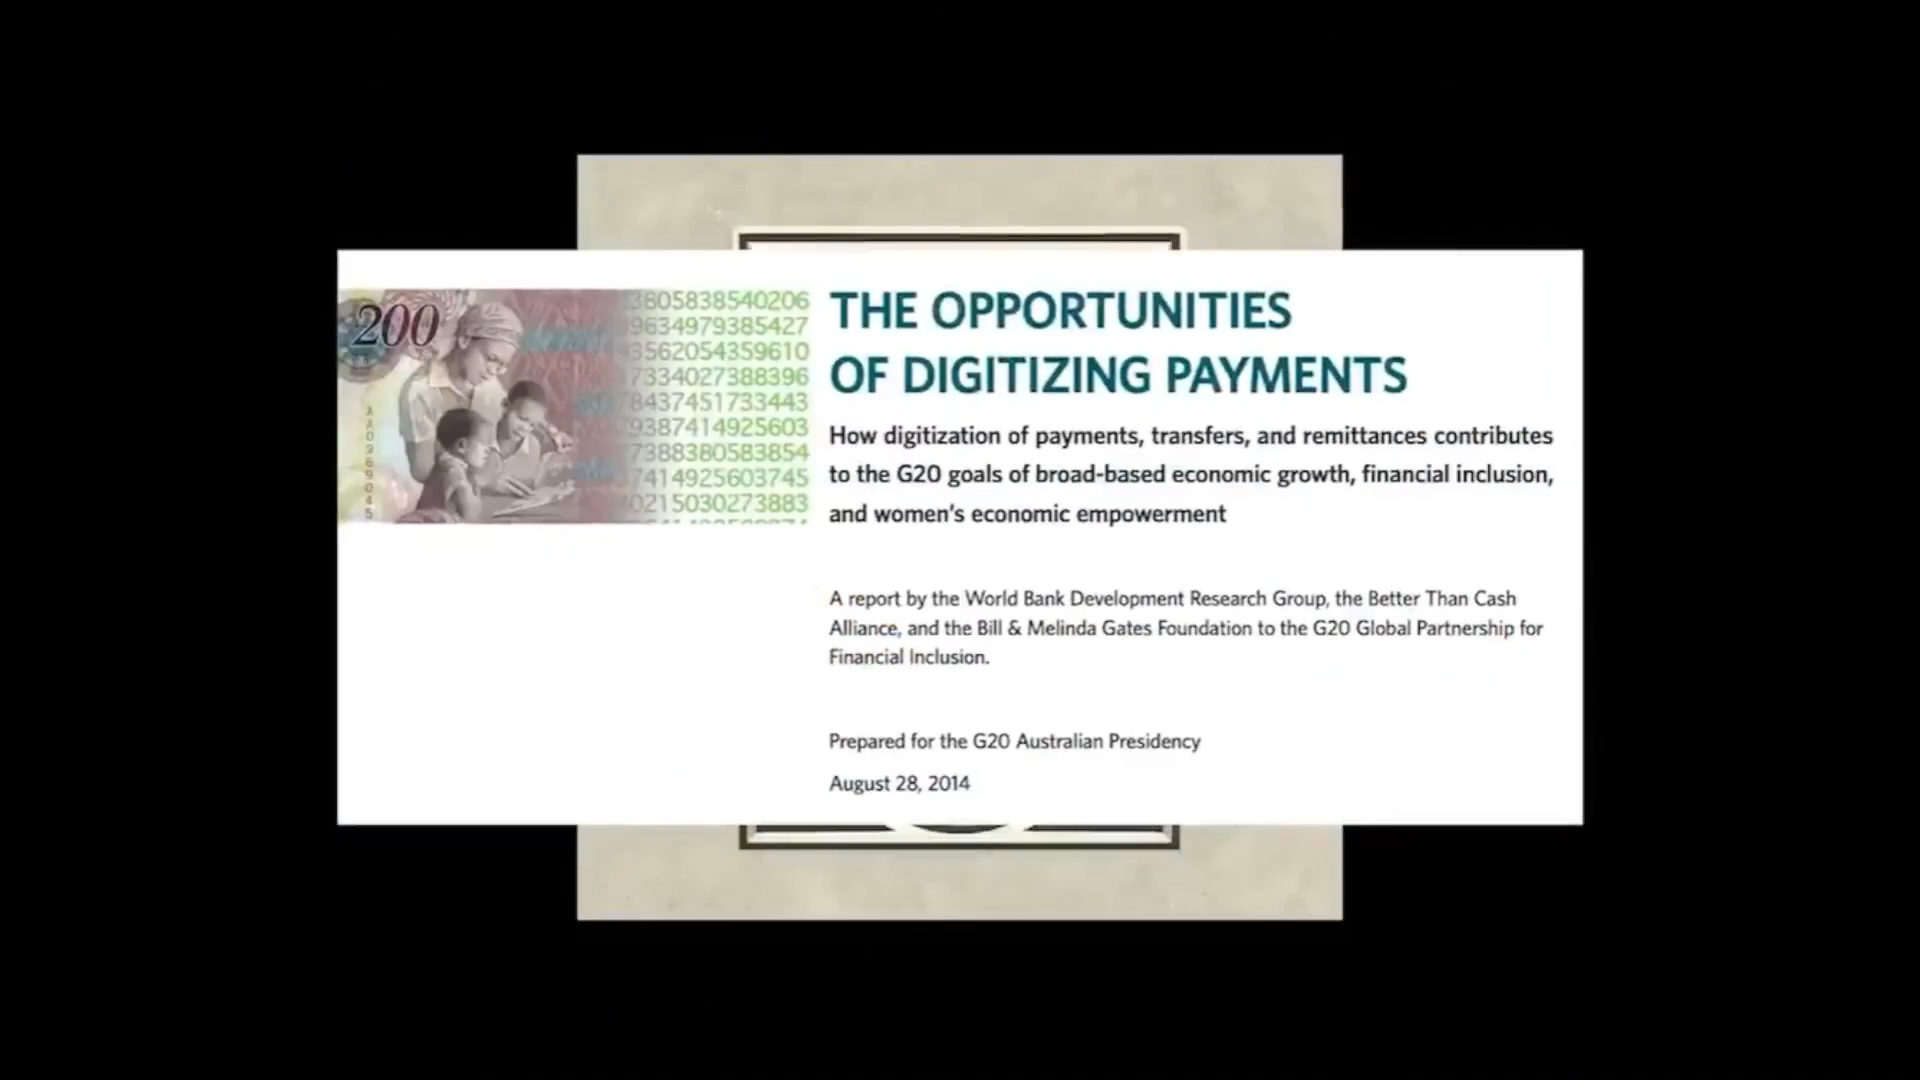 200
3805838540206
9634979385427
3562054359610
7334027388396
78437451733443
9387414925603
7388380583854
7414925603745
0215030273883
THE OPPORTUNITIES
OF DIGITIZING PAYMENTS
How digitization of payments, transfers, and remittances contributes
to the G20 goals of broad-based economic growth, financial inclusion,
and women's economic empowerment
A report by the World Bank Development Research Group, the Better Than Cash
Alliance, and the Bill & Melinda Gates Foundation to the G20 Global Partnership for
Financial Inclusion.
Prepared for the G20 Australian Presidency
August 28, 2014